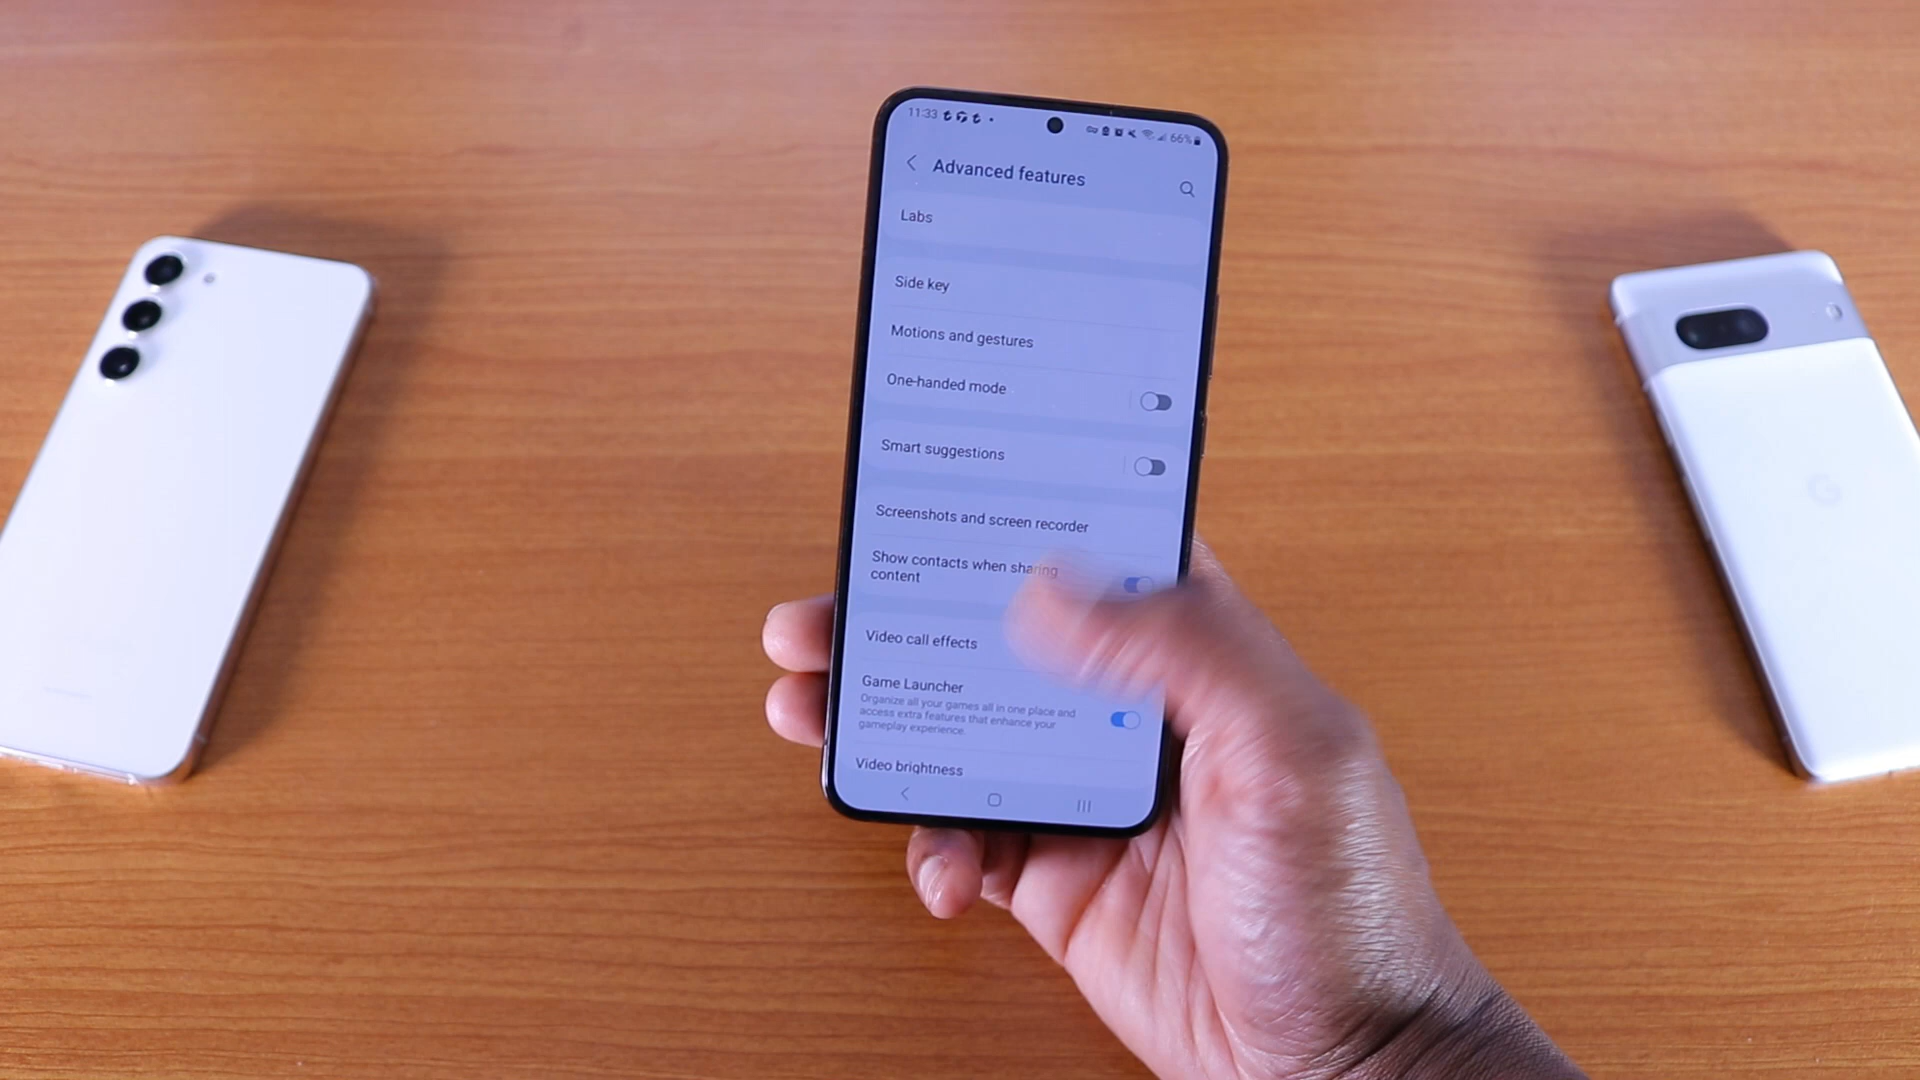 11:33
66%
Advanced features
Labs
Side key
Motions and gestures
One-handed mode
Smart suggestions
Screenshots and screen recorder
Show contacts when sharing
content
Video call effects
Game Launcher
Organize all your games all in one place and
access extra features that enhance your
gameplay experience.
Video brightness
G